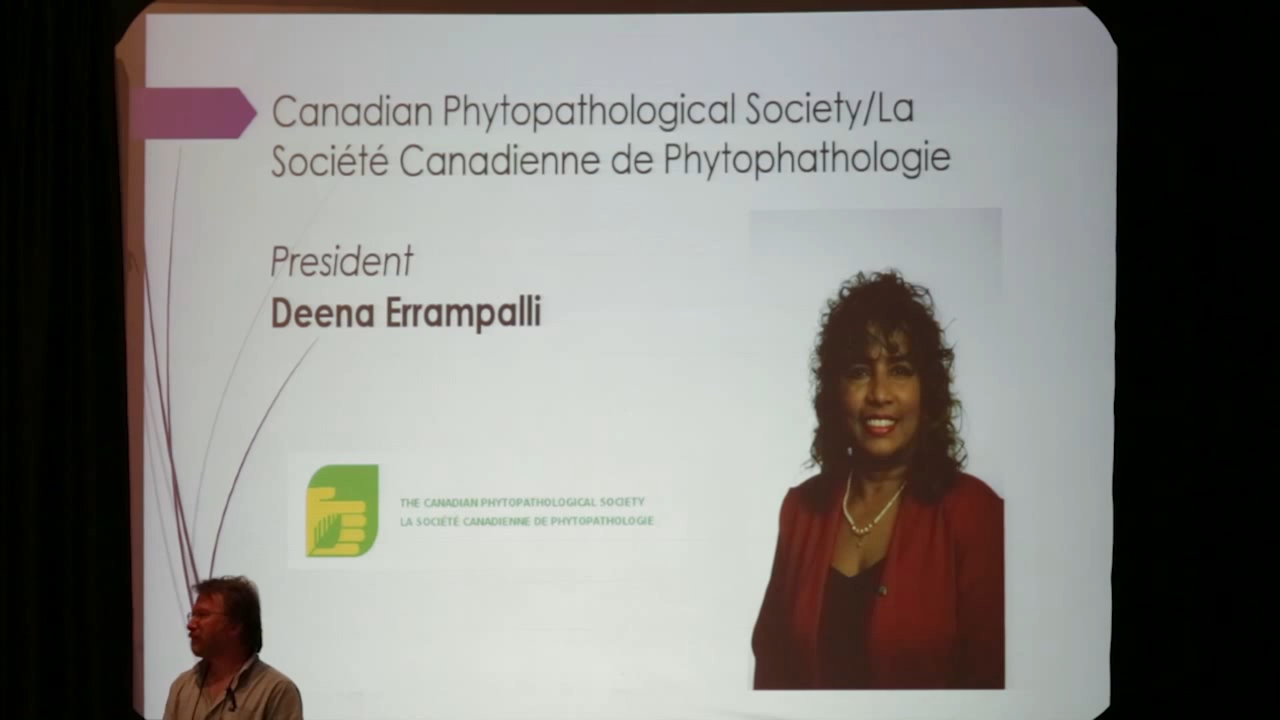 Canadian Phytopathological Society/La
Société Canadienne de Phytophathologie
President
Deena Errampalli
THE CANADIAN PHYTOPATHOLOGICAL SOCIETY
LA SOCIÉTÉ CANADIENNE DE PHYTOPATHOLOGIE